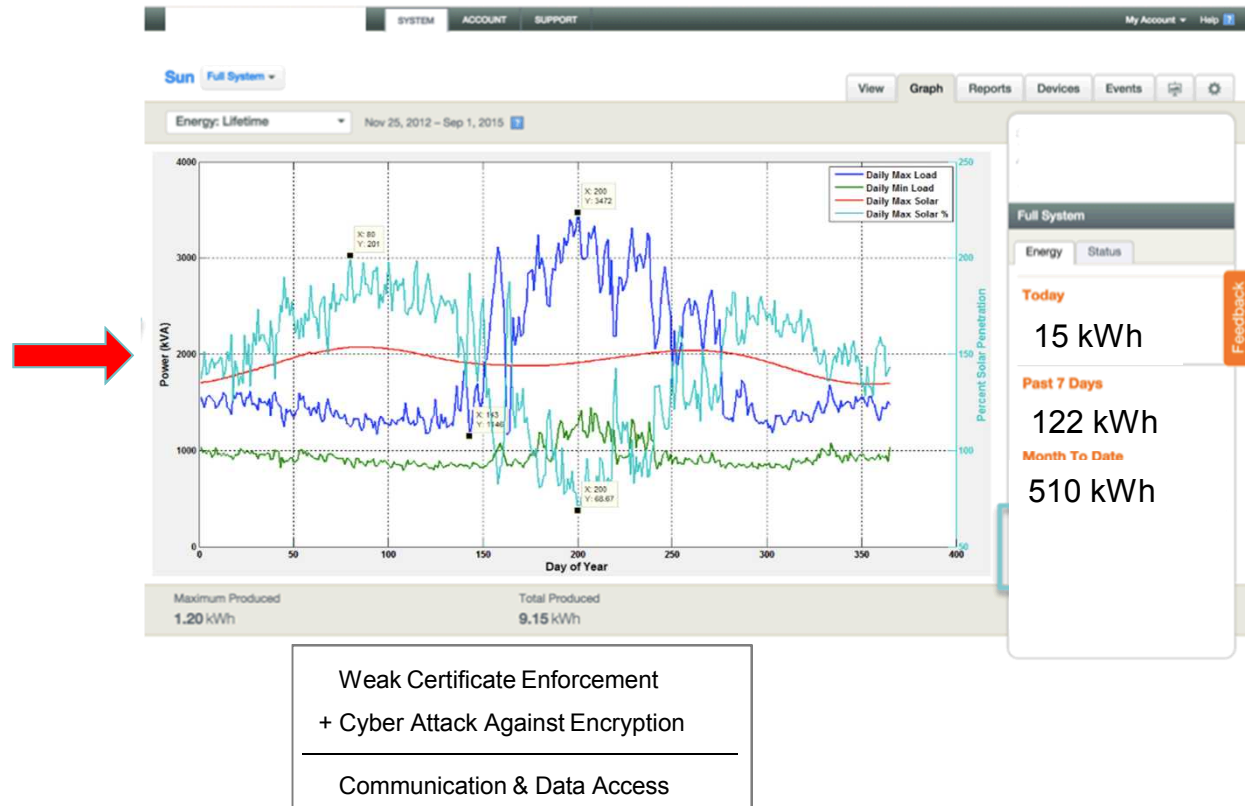 SYSTEM ACCOUNT SUPPORT My Account Help ?
Sun Full System
View Graph Reports Devices Events
Energy: Lifetime Nov 25, 2012 – Sep 1, 2015 ?
Power (kVA)
4000
3000
2000
1000
0
Daily Max Load
Daily Min Load
Daily Max Solar
Daily Max Solar %
X: 80
Y: 201
X: 200
Y: 3472
X: 143
Y: 1146
X: 200
Y: 68.67
250
200
150
100
50
Percent Solar Penetration
0 50 100 150 200 250 300 350 400
Day of Year
Maximum Produced
1.20 kWh
Total Produced
9.15 kWh
Full System
Energy Status
Today
15 kWh
Past 7 Days
122 kWh
Month To Date
510 kWh
Feedback
Weak Certificate Enforcement
+ Cyber Attack Against Encryption
Communication & Data Access